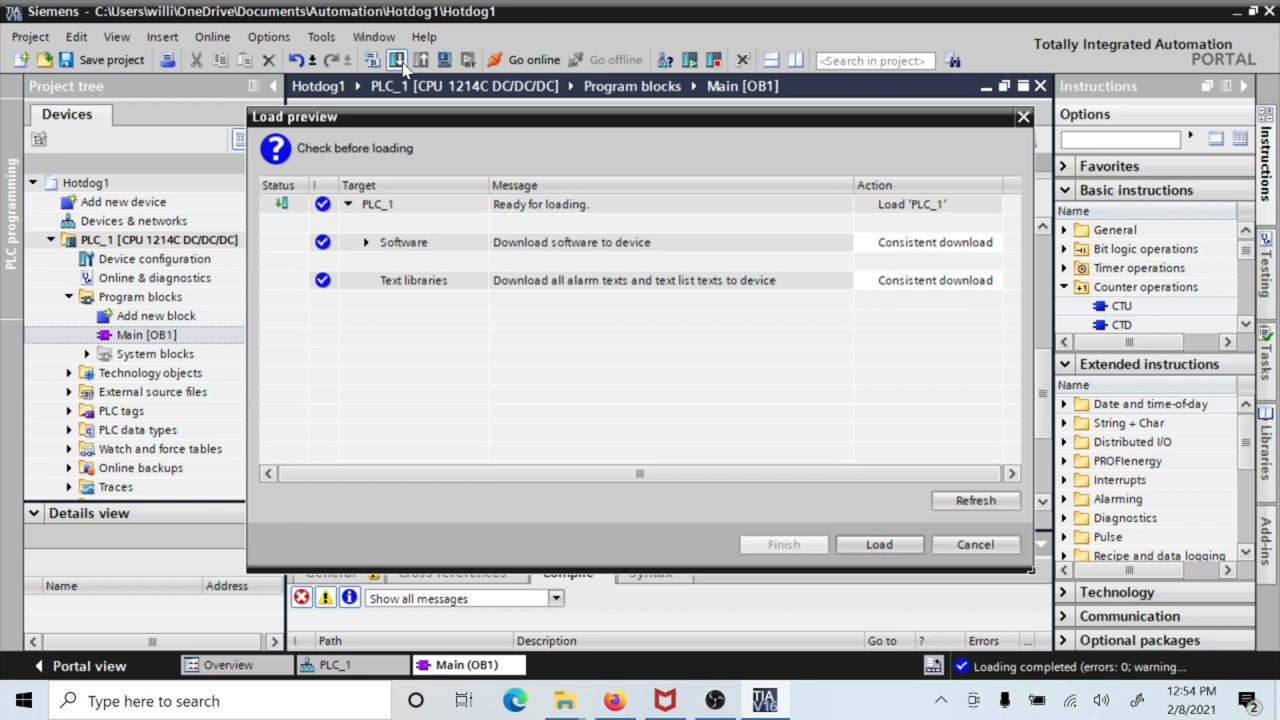 Siemens - C:\Users\willi\OneDrive\Documents\Automation\Hotdog1\Hotdog1
Project Edit View Insert Online Options Tools Window Help
Totally Integrated Automation
PORTAL
Save project
Go online
Go offline
<Search in project>
Project tree
Hotdog1 PLC_1 [CPU 1214C DC/DC/DC] Program blocks Main [OB1]
Instructions
Devices
Options
PLC programming
Load preview
Check before loading
Status ! Target Message Action
PLC_1 Ready for loading. Load 'PLC_1'
Software Download software to device Consistent download
Text libraries Download all alarm texts and text list texts to device Consistent download
Refresh
Finish
Load
Cancel
Hotdog1
Add new device
Devices & networks
PLC_1 [CPU 1214C DC/DC/DC]
Device configuration
Online & diagnostics
Program blocks
Add new block
Main [OB1]
System blocks
Technology objects
External source files
PLC tags
PLC data types
Watch and force tables
Online backups
Traces
Details view
Name Address
Favorites
Basic instructions
Name
General
Bit logic operations
Timer operations
Counter operations
CTU
CTD
Extended instructions
Name
Date and time-of-day
String + Char
Distributed I/O
PROFIenergy
Interrupts
Alarming
Diagnostics
Pulse
Recipe and data logging
Technology
Communication
Optional packages
Instructions
Testing
Tasks
Libraries
Add-ins
General Cross-references Compile Syntax
Show all messages
! Path Description Go to ? Errors ...
Portal view
Overview
PLC_1
Main (OB1)
Loading completed (errors: 0; warning...
Type here to search
TIA
V16
12:54 PM
2/8/2021
2